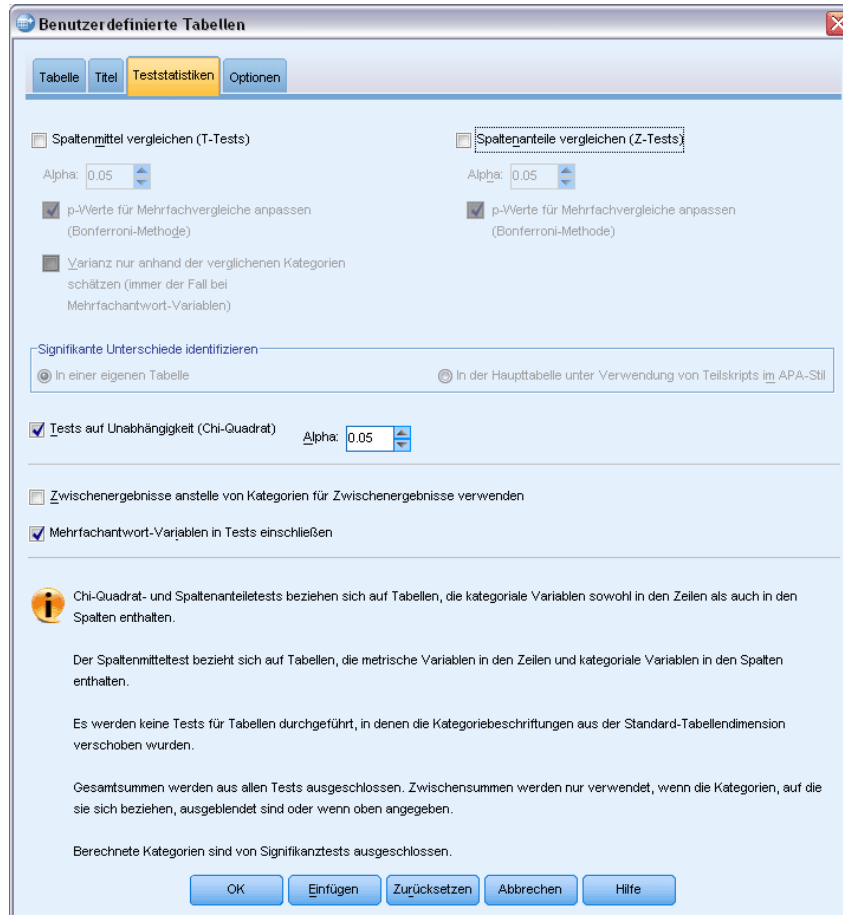 Benutzerdefinierte Tabellen
Tabelle Titel Teststatistiken Optionen
Spaltenmittel vergleichen (T-Tests)
Alpha: 0.05
p-Werte für Mehrfachvergleiche anpassen
(Bonferroni-Methode)
Varianz nur anhand der verglichenen Kategorien
schätzen (immer der Fall bei
Mehrfachantwort-Variablen)
Spaltenanteile vergleichen (Z-Tests)
Alpha: 0.05
p-Werte für Mehrfachvergleiche anpassen
(Bonferroni-Methode)
Signifikante Unterschiede identifizieren
In einer eigenen Tabelle
In der Haupttabelle unter Verwendung von Teilskripts im APA-Stil
Tests auf Unabhängigkeit (Chi-Quadrat) Alpha: 0.05
Zwischenergebnisse anstelle von Kategorien für Zwischenergebnisse verwenden
Mehrfachantwort-Variablen in Tests einschließen
Chi-Quadrat- und Spaltenanteiletests beziehen sich auf Tabellen, die kategoriale Variablen sowohl in den Zeilen als auch in den
Spalten enthalten.
Der Spaltenmitteltest bezieht sich auf Tabellen, die metrische Variablen in den Zeilen und kategoriale Variablen in den Spalten
enthalten.
Es werden keine Tests für Tabellen durchgeführt, in denen die Kategoriebeschriftungen aus der Standard-Tabellendimension
verschoben wurden.
Gesamtsummen werden aus allen Tests ausgeschlossen. Zwischensummen werden nur verwendet, wenn die Kategorien, auf die
sie sich beziehen, ausgeblendet sind oder wenn oben angegeben.
Berechnete Kategorien sind von Signifikanztests ausgeschlossen.
OK Einfügen Zurücksetzen Abbrechen Hilfe